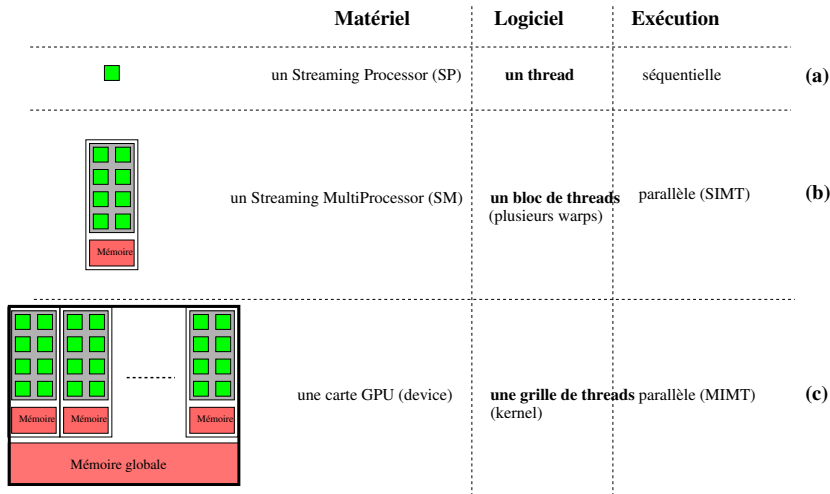 Matériel Logiciel Exécution
un Streaming Processor (SP) un thread séquentielle (a)
un Streaming MultiProcessor (SM) un bloc de threads parallèle (SIMT) (b)
(plusieurs warps)
Mémoire
une carte GPU (device) une grille de threads parallèle (MIMT) (c)
(kernel)
Mémoire Mémoire Mémoire
Mémoire globale